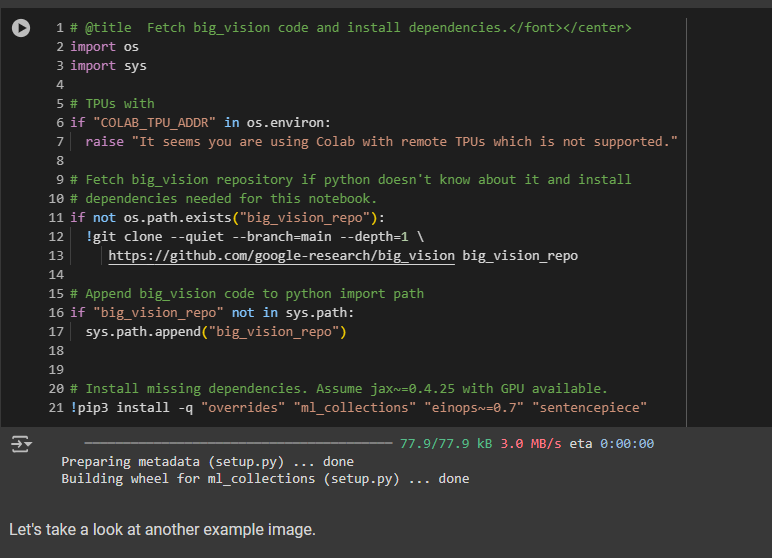 1 # @title  Fetch big_vision code and install dependencies.</font></center>
2 import os
3 import sys
4
5 # TPUs with
6 if "COLAB_TPU_ADDR" in os.environ:
7   raise "It seems you are using Colab with remote TPUs which is not supported."
8
9 # Fetch big_vision repository if python doesn't know about it and install
10 # dependencies needed for this notebook.
11 if not os.path.exists("big_vision_repo"):
12   !git clone --quiet --branch=main --depth=1 \
13      https://github.com/google-research/big_vision big_vision_repo
14
15 # Append big_vision code to python import path
16 if "big_vision_repo" not in sys.path:
17   sys.path.append("big_vision_repo")
18
19
20 # Install missing dependencies. Assume jax~=0.4.25 with GPU available.
21 !pip3 install -q "overrides" "ml_collections" "einops~=0.7" "sentencepiece"
77.9/77.9 kB 3.0 MB/s eta 0:00:00
Preparing metadata (setup.py) ... done
Building wheel for ml_collections (setup.py) ... done
Let's take a look at another example image.